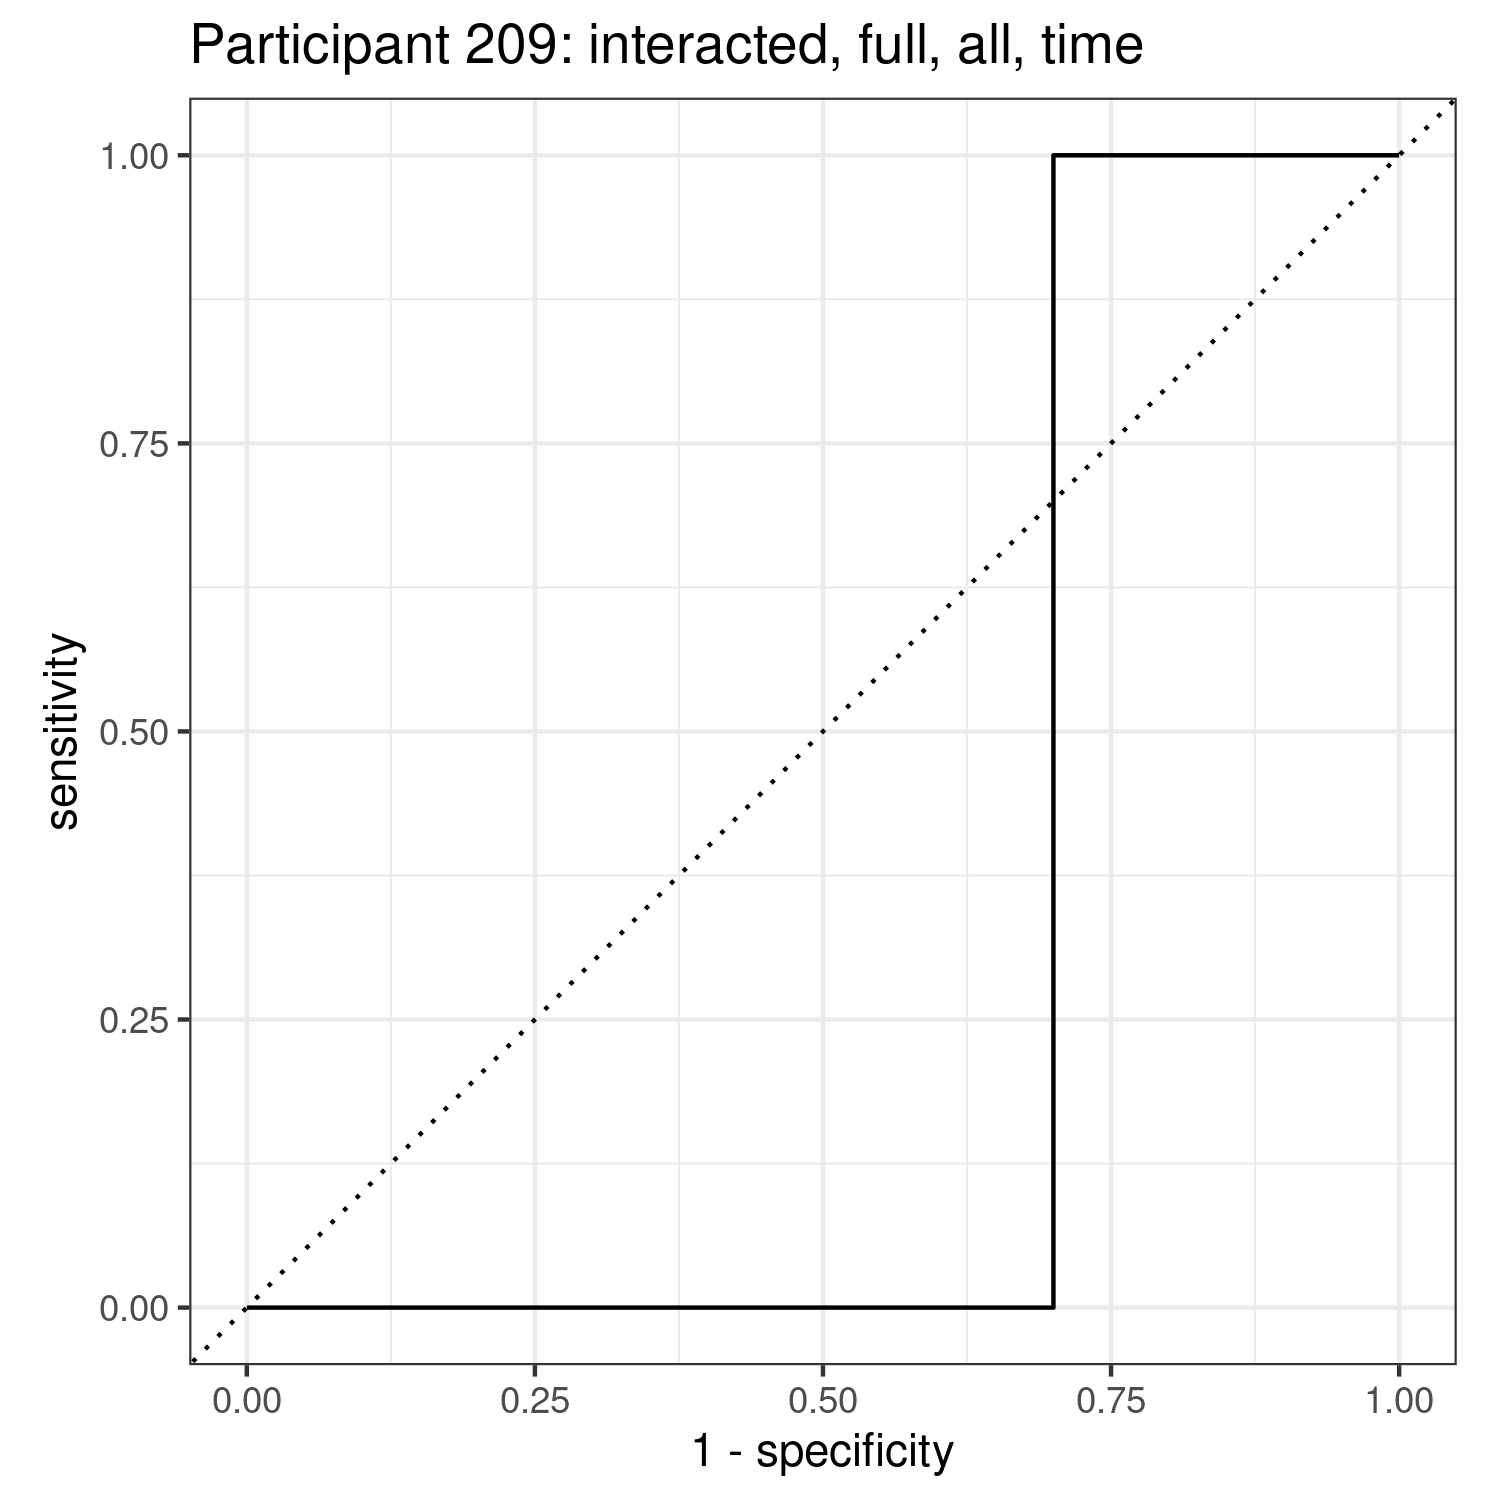 Participant 209: interacted, full, all, time
1.00
0.75
0.50
0.25
0.00
sensitivity
0.00 0.25 0.50 0.75 1.00
1 - specificity